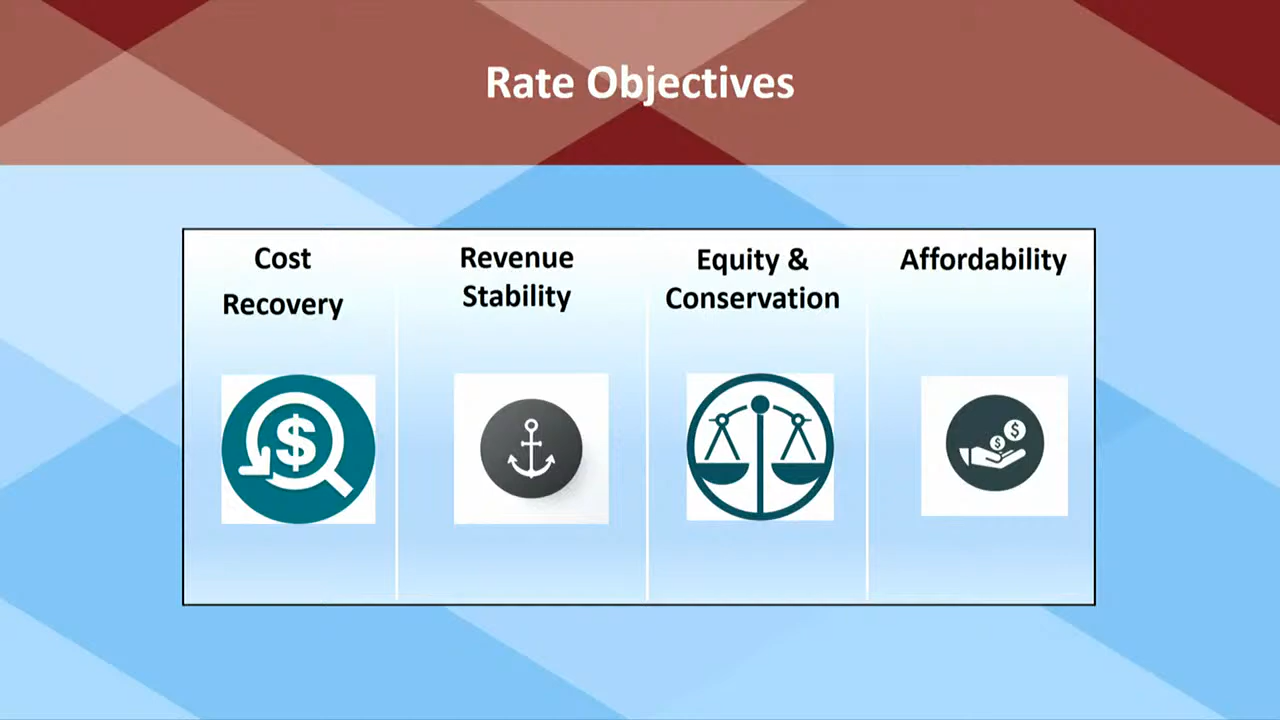 Rate Objectives
Cost
Recovery
Revenue
Stability
Equity &
Conservation
Affordability
$
$
$